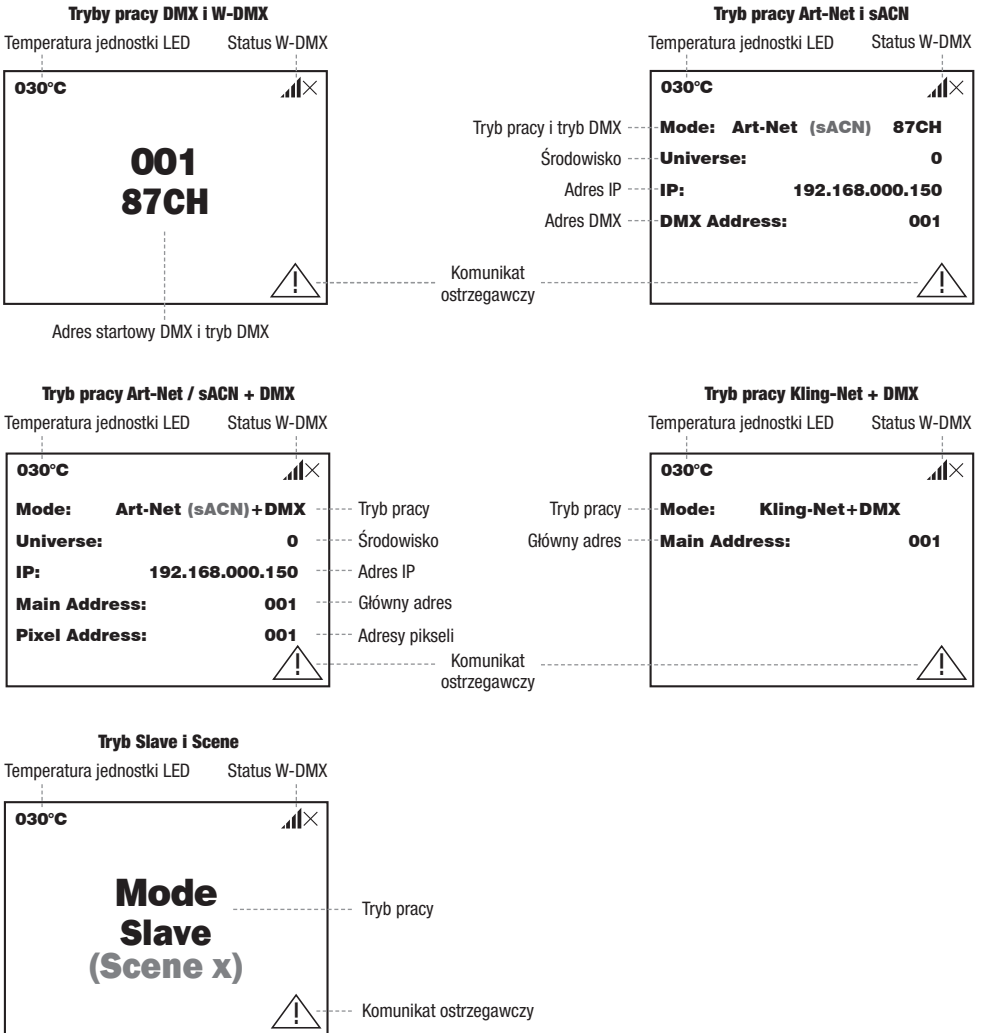 Tryby pracy DMX i W-DMX
Temperatura jednostki LED Status W-DMX
030°C
001
87CH
Adres startowy DMX i tryb DMX
Tryb pracy Art-Net i sACN
Temperatura jednostki LED Status W-DMX
030°C
Tryb pracy i tryb DMX Mode: Art-Net (sACN) 87CH
Środowisko Universe: 0
Adres IP IP: 192.168.000.150
Adres DMX DMX Address: 001
Komunikat
ostrzegawczy
Tryb pracy Art-Net / sACN + DMX
Temperatura jednostki LED Status W-DMX
030°C
Mode: Art-Net (sACN)+DMX Tryb pracy
Universe: 0 Środowisko
IP: 192.168.000.150 Adres IP
Main Address: 001 Główny adres
Pixel Address: 001 Adresy pikseli
Komunikat
ostrzegawczy
Tryb pracy Kling-Net + DMX
Temperatura jednostki LED Status W-DMX
030°C
Tryb pracy Mode: Kling-Net+DMX
Główny adres Main Address: 001
Tryb Slave i Scene
Temperatura jednostki LED Status W-DMX
030°C
Mode Tryb pracy
Slave
(Scene x)
Komunikat ostrzegawczy